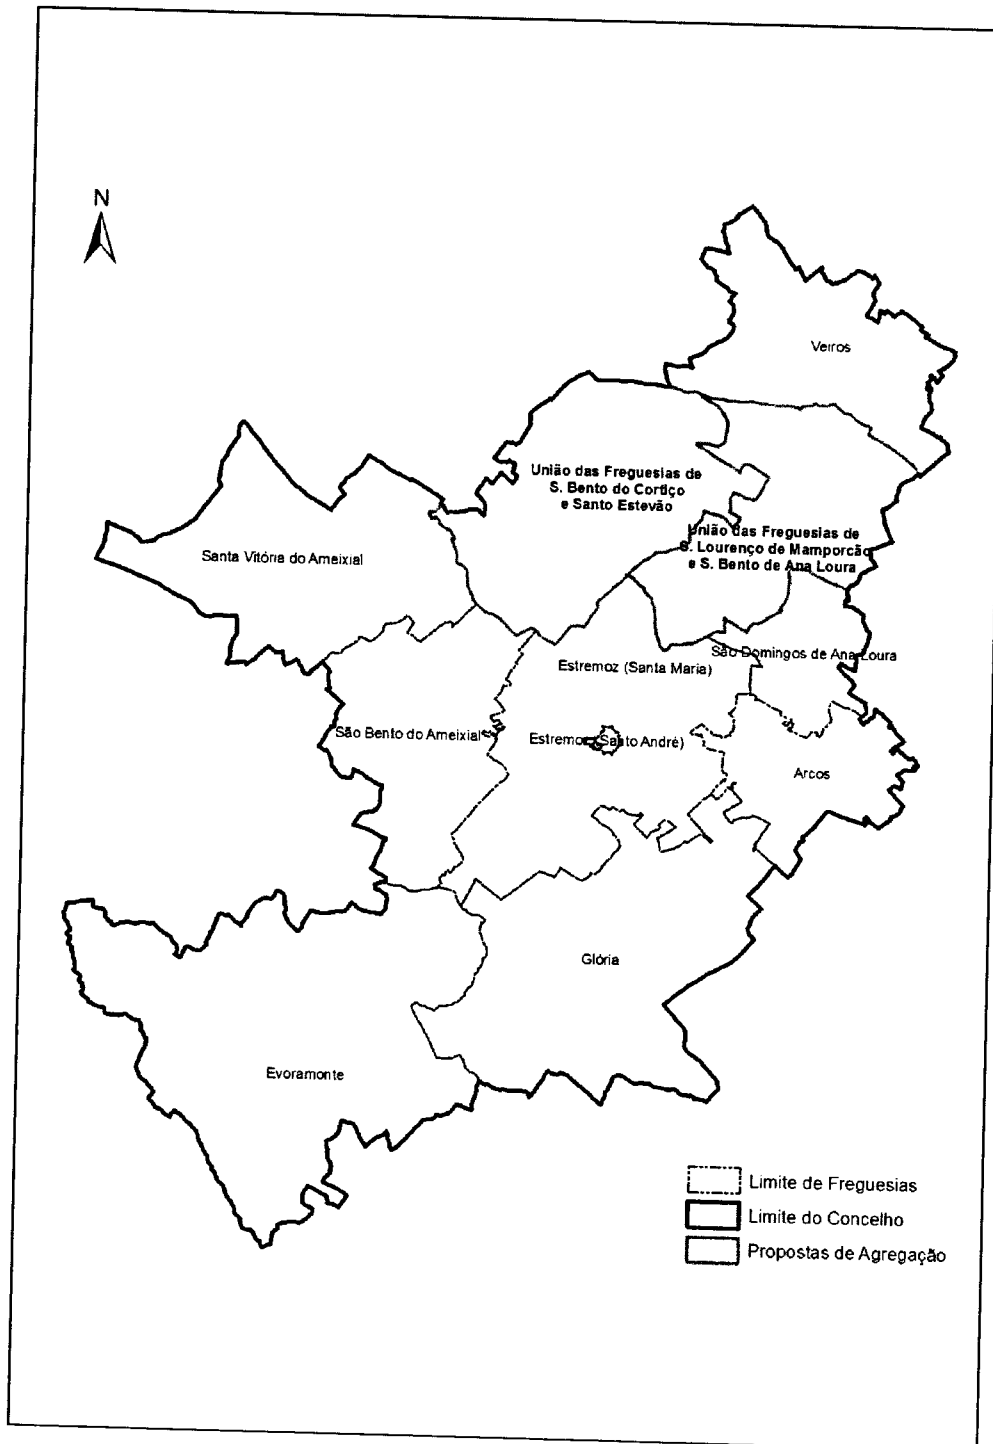 N
Veiros
União das Freguesias de
S. Bento do Cortiço
e Santo Estevão
União das Freguesias de
S. Lourenço de Mamporcão
e S. Bento de Ana Loura
Santa Vitória do Ameixial
São Domingos de Ana Loura
Estremoz (Santa Maria)
São Bento do Ameixial
Estremoz (Santo André)
Arcos
Glória
Evoramonte
Limite de Freguesias
Limite do Concelho
Propostas de Agregação